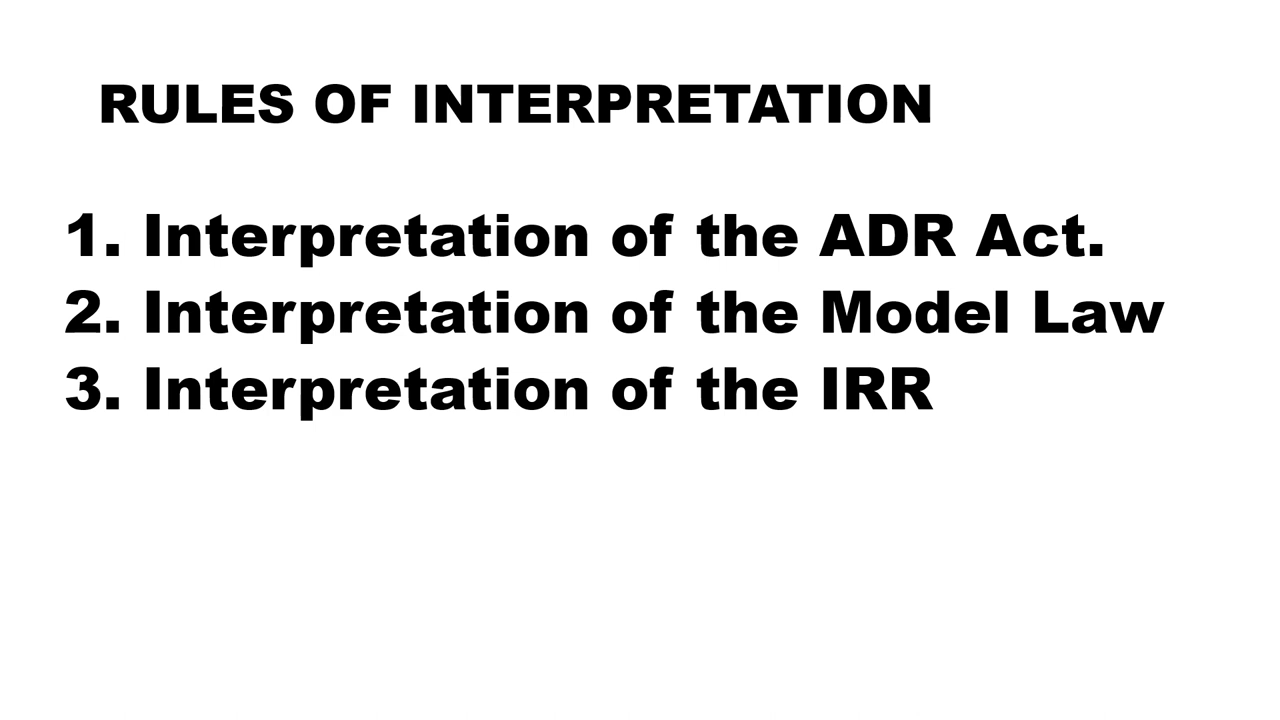 RULES OF INTERPRETATION
1. Interpretation of the ADR Act.
2. Interpretation of the Model Law
3. Interpretation of the IRR